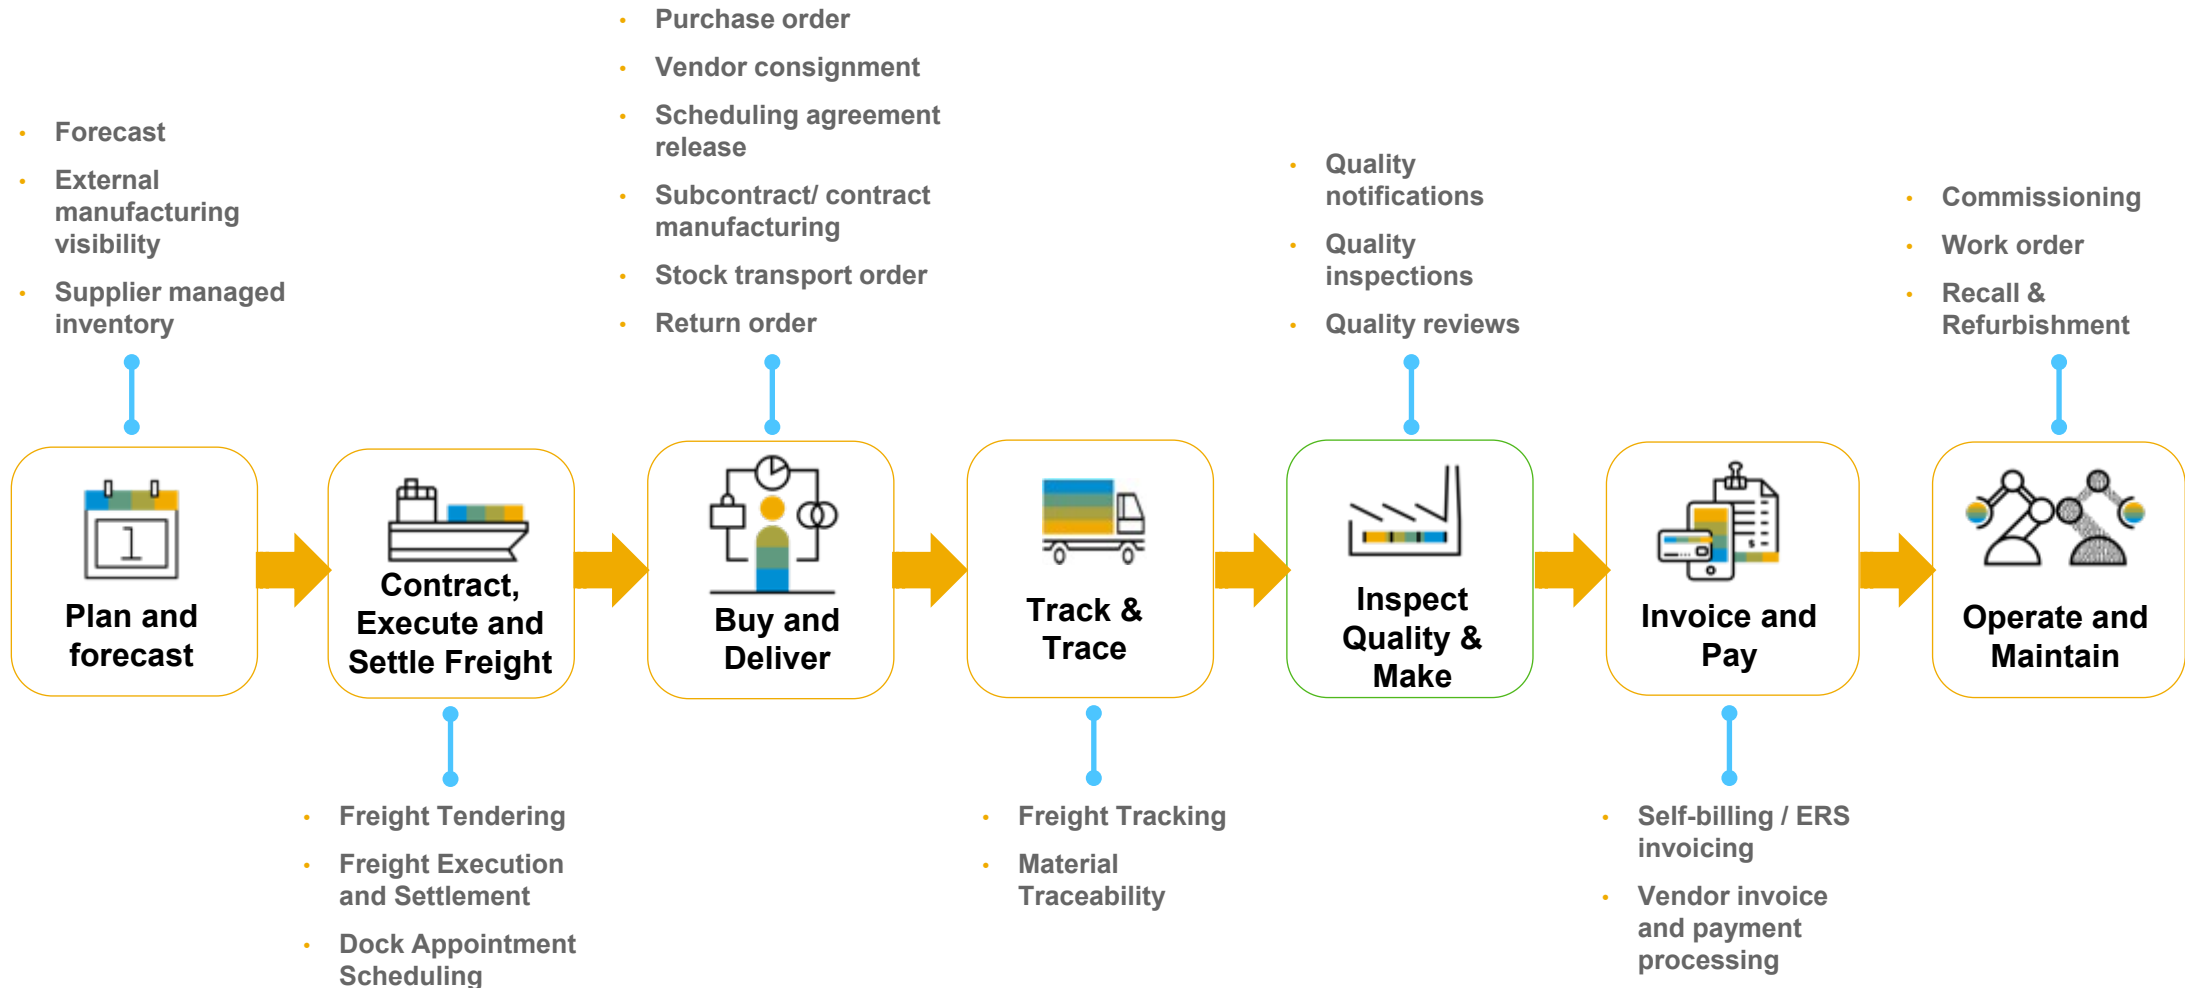 Forecast
External
manufacturing
visibility
Supplier managed
inventory
Purchase order
Vendor consignment
Scheduling agreement
release
Subcontract/ contract
manufacturing
Stock transport order
Return order
Quality
notifications
Quality
inspections
Quality reviews
Commissioning
Work order
Recall &
Refurbishment
1
Plan and
forecast
Contract,
Execute and
Settle Freight
Buy and
Deliver
Track &
Trace
Inspect
Quality &
Make
$
Invoice and
Pay
Operate and
Maintain
Freight Tendering
Freight Execution
and Settlement
Dock Appointment
Scheduling
Freight Tracking
Material
Traceability
Self-billing / ERS
invoicing
Vendor invoice
and payment
processing